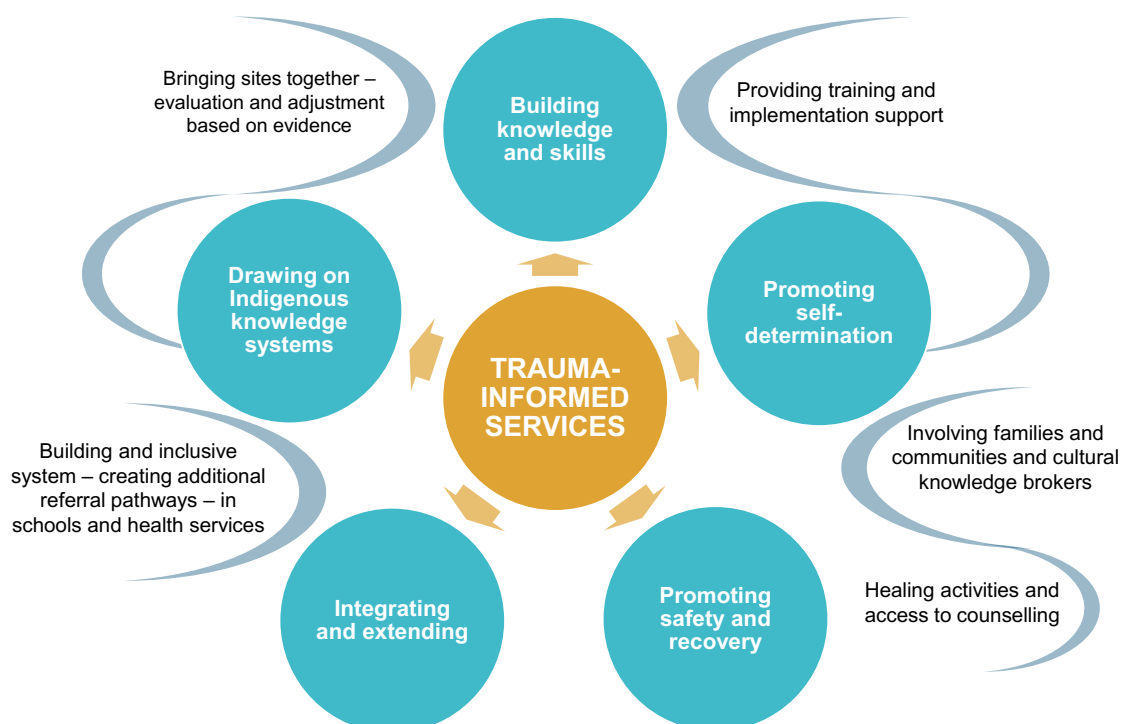 Bringing sites together –
evaluation and adjustment
based on evidence
Building
knowledge
and skills
Providing training and
implementation support
Drawing on
Indigenous
knowledge
systems
Promoting
self-
determination
TRAUMA-
INFORMED
SERVICES
Building and inclusive
system – creating additional
referral pathways – in
schools and health services
Involving families and
communities and cultural
knowledge brokers
Integrating
and extending
Promoting
safety and
recovery
Healing activities and
access to counselling